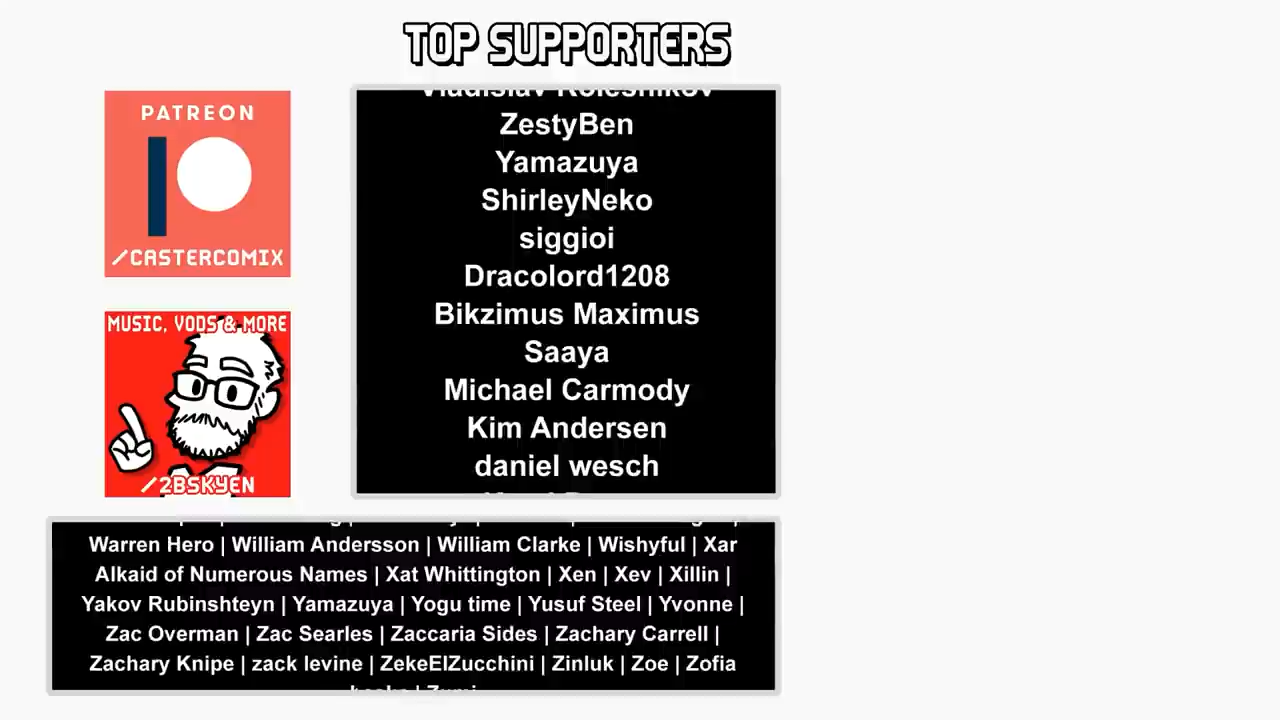 TOP SUPPORTERS
PATREON
/CASTERCOMIX
MUSIC, VODS & MORE
/2BSKYEN
Vladislav Kolesnikov
ZestyBen
Yamazuya
ShirleyNeko
siggioi
Dracolord1208
Bikzimus Maximus
Saaya
Michael Carmody
Kim Andersen
daniel wesch
Warren Hero | William Andersson | William Clarke | Wishyful | Xar
Alkaid of Numerous Names | Xat Whittington | Xen | Xev | Xillin |
Yakov Rubinshteyn | Yamazuya | Yogu time | Yusuf Steel | Yvonne |
Zac Overman | Zac Searles | Zaccaria Sides | Zachary Carrell |
Zachary Knipe | zack levine | ZekeElZucchini | Zinluk | Zoe | Zofia